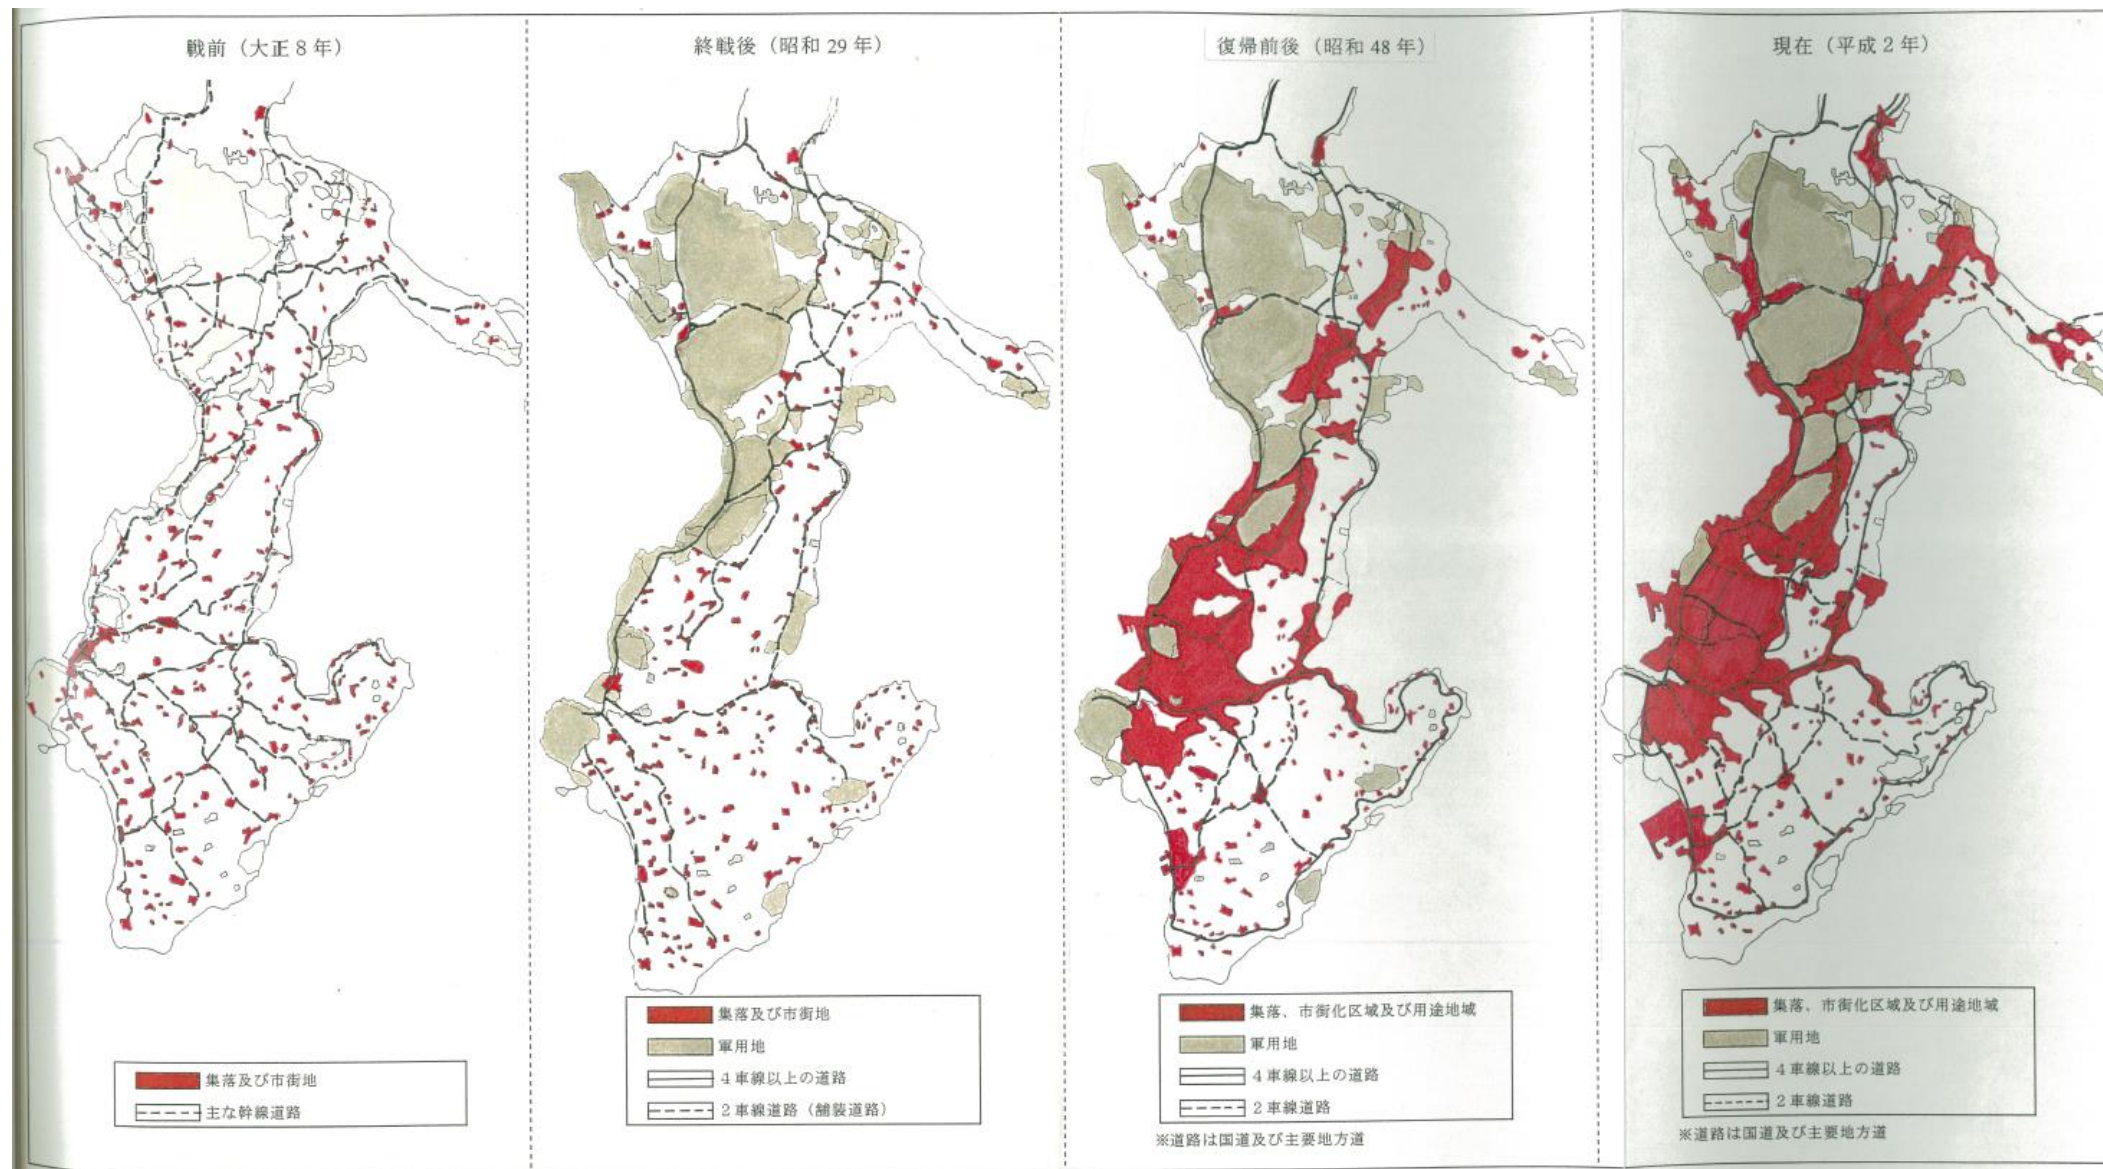 戦前（大正８年）
集落及び市街地
主な幹線道路
終戦後（昭和 29 年）
集落及び市街地
軍用地
４車線以上の道路
２車線道路（舗装道路）
復帰前後（昭和 48 年）
集落、市街化区域及び用途地域
軍用地
４車線以上の道路
２車線道路
※道路は国道及び主要地方道
現在（平成２年）
集落、市街化区域及び用途地域
軍用地
４車線以上の道路
２車線道路
※道路は国道及び主要地方道